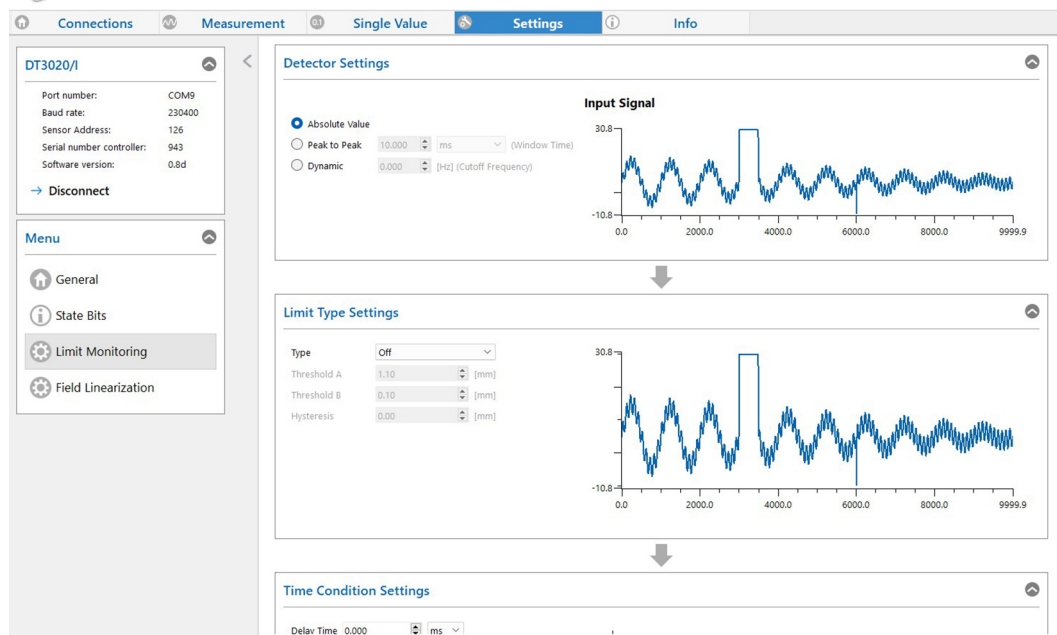 Connections
Measurement
0.1 Single Value
Settings
Info
DT3020/I
Port number: COM9
Baud rate: 230400
Sensor Address: 126
Serial number controller: 943
Software version: 0.8d
→ Disconnect
Menu
General
State Bits
Limit Monitoring
Field Linearization
Detector Settings
Absolute Value
Peak to Peak 10.000 ms (Window Time)
Dynamic 0.000 [Hz] (Cutoff Frequency)
Input Signal
30.8
-10.8
0.0 2000.0 4000.0 6000.0 8000.0 9999.9
Limit Type Settings
Type Off
Threshold A 1.10 [mm]
Threshold B 0.10 [mm]
Hysteresis 0.00 [mm]
30.8
-10.8
0.0 2000.0 4000.0 6000.0 8000.0 9999.9
Time Condition Settings
Delay Time 0.000 ms